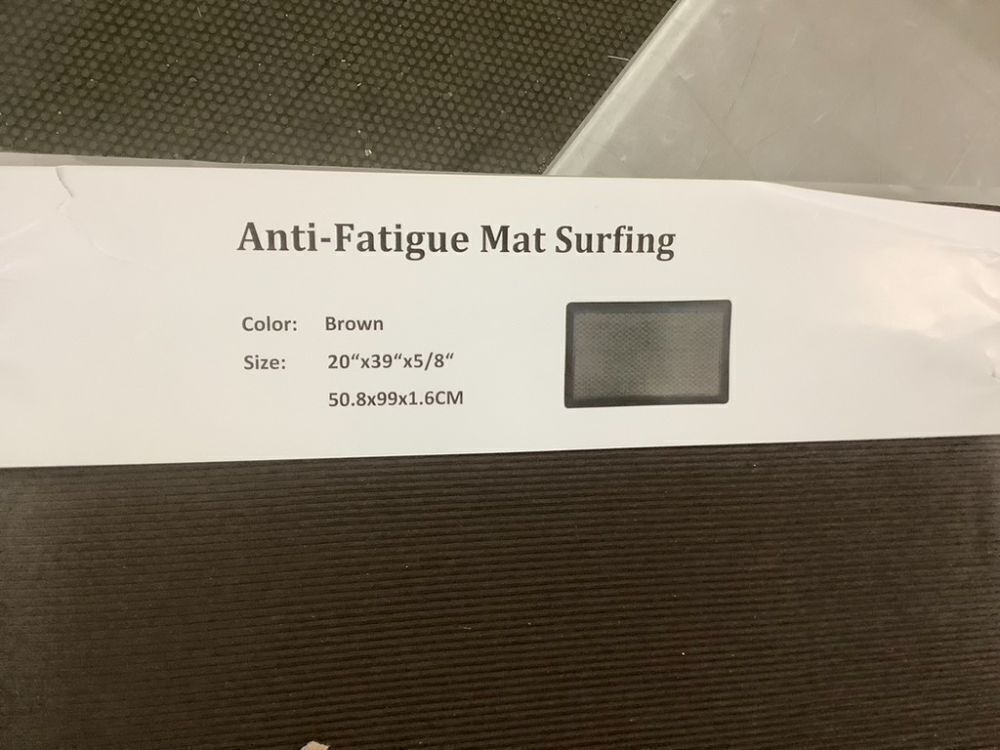 Anti-Fatigue Mat Surfing
Color: Brown
Size: 20“x39“x5/8“
50.8x99x1.6CM